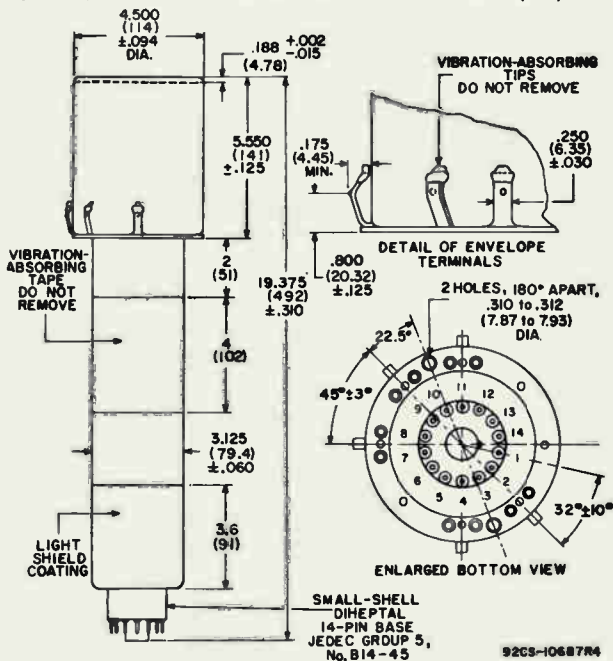 4.500
(114)
±.094
DIA.
.188 +.002
-.015
(4.78)
VIBRATION-ABSORBING
TIPS
DO NOT REMOVE
5.550
(141)
±.125
.175
(4.45)
MIN.
.250
(6.35)
±.030
.800
(20.32)
±.125
DETAIL OF ENVELOPE
TERMINALS
VIBRATION-
ABSORBING
TAPE
DO NOT
REMOVE
2
(51)
19.375
(492)
±.310
2 HOLES, 180° APART,
.310 to .312
(7.87 to 7.93)
DIA.
22.5°
4
(102)
45°±3°
3.125
(79.4)
±.060
1
2
3
4
5
6
7
8
9
10
11
12
13
14
32°±10°
LIGHT
SHIELD
COATING
3.6
(91)
ENLARGED BOTTOM VIEW
SMALL-SHELL
DIHEPTAL
14-PIN BASE
JEDEC GROUP 5,
No. B14-45
92CS-10687R4